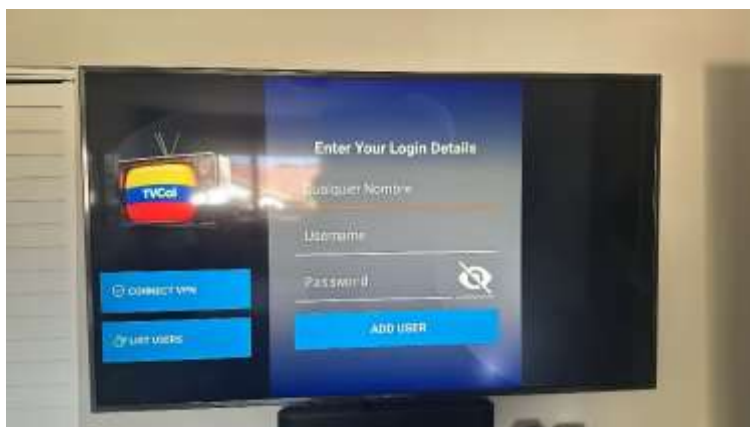 TVCol
CONNECT VPN
LIST USERS
Enter Your Login Details
Cualquier Nombre
Username
Password
ADD USER